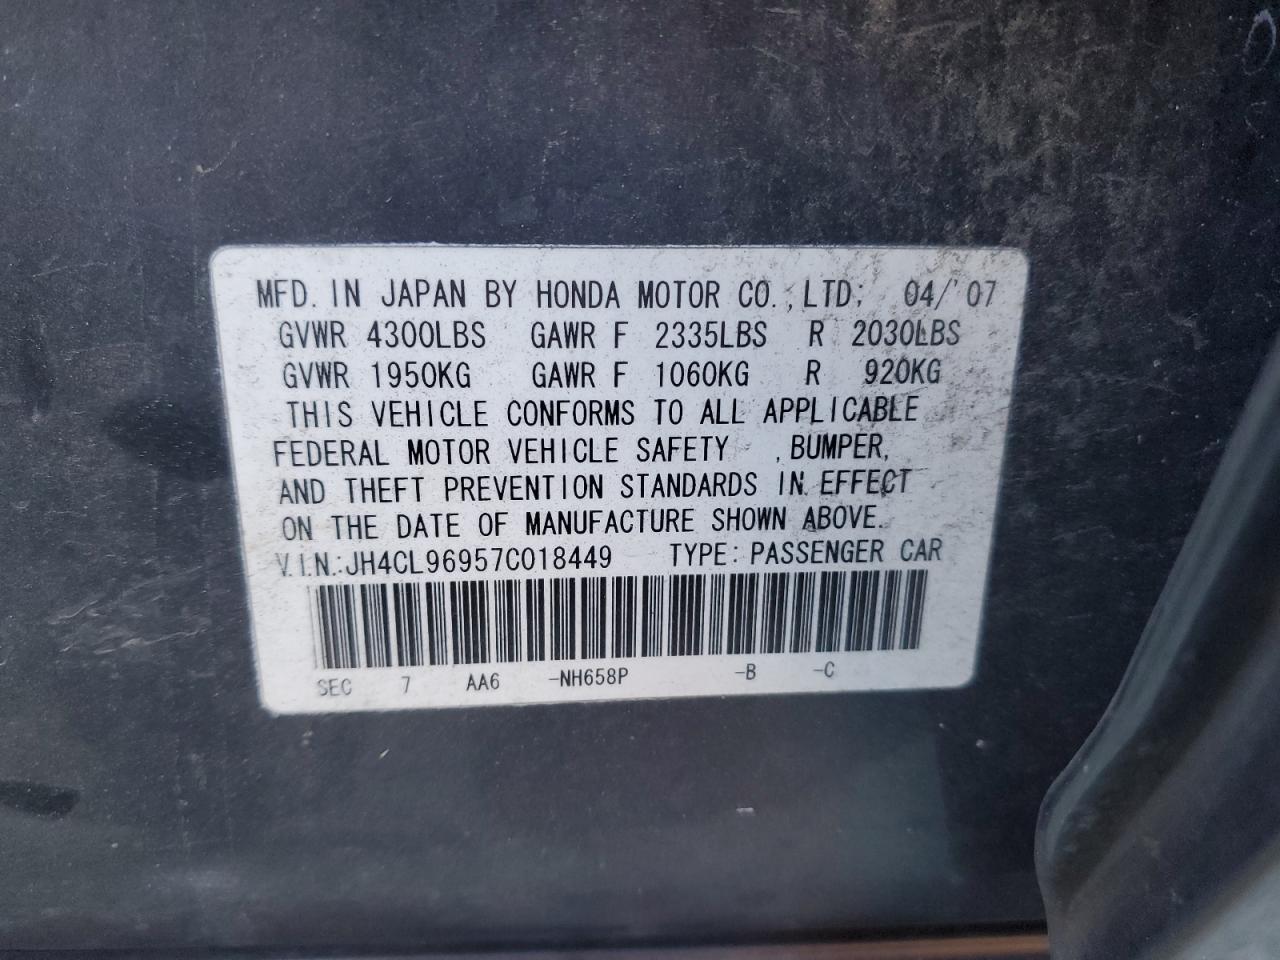 MFD. IN JAPAN BY HONDA MOTOR CO.,LTD. 04/'07
GVWR 4300LBS GAWR F 2335LBS R 2030LBS
GVWR 1950KG GAWR F 1060KG R 920KG
THIS VEHICLE CONFORMS TO ALL APPLICABLE
FEDERAL MOTOR VEHICLE SAFETY , BUMPER,
AND THEFT PREVENTION STANDARDS IN EFFECT
ON THE DATE OF MANUFACTURE SHOWN ABOVE.
V.I.N.:JH4CL96957C018449 TYPE:PASSENGER CAR
SEC 7 AA6 -NH658P -B -C